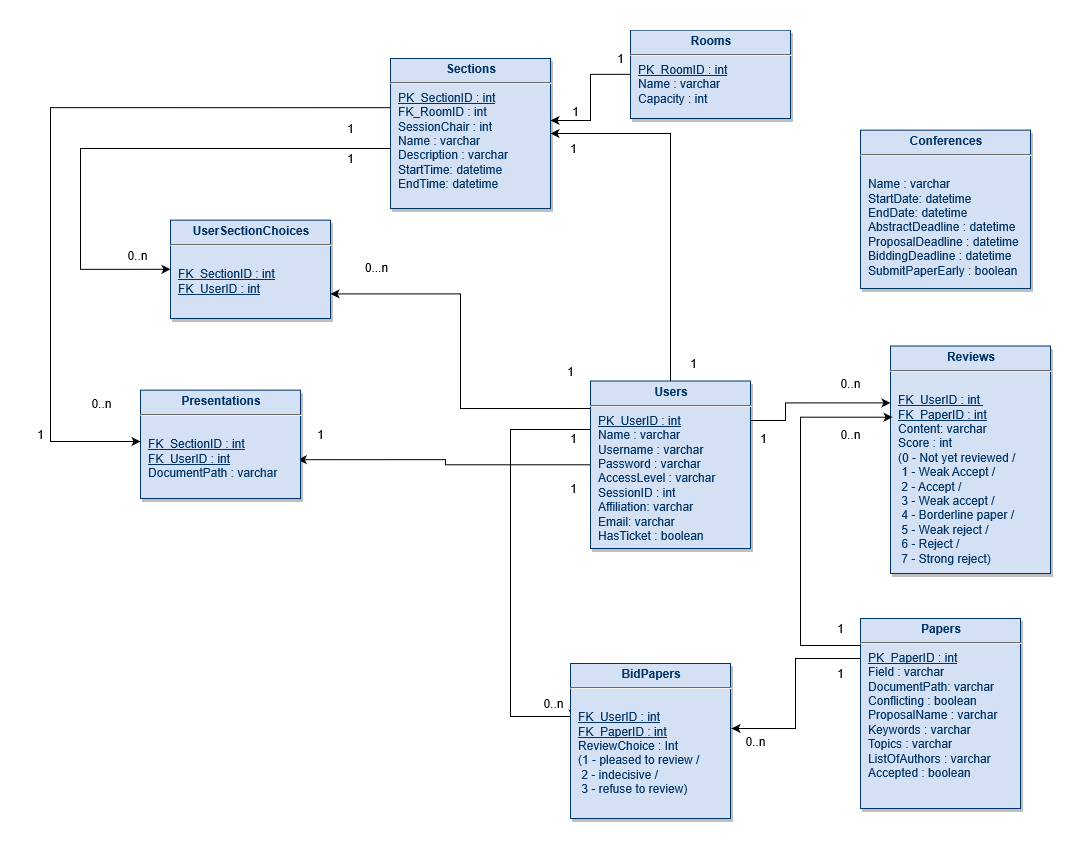 Rooms
PK_RoomID : int
Name : varchar
Capacity : int
1
Sections
PK_SectionID : int
FK_RoomID : int
SessionChair : int
Name : varchar
Description : varchar
StartTime: datetime
EndTime: datetime
1
1
1
1
Conferences
Name : varchar
StartDate: datetime
EndDate: datetime
AbstractDeadline : datetime
ProposalDeadline : datetime
BiddingDeadline : datetime
SubmitPaperEarly : boolean
UserSectionChoices
FK_SectionID : int
FK_UserID : int
0..n
0...n
Presentations
FK_SectionID : int
FK_UserID : int
DocumentPath : varchar
0..n
1
1
Users
PK_UserID : int
Name : varchar
Username : varchar
Password : varchar
AccessLevel : varchar
SessionID : int
Affiliation: varchar
Email: varchar
HasTicket : boolean
1
1
1
1
1
Reviews
FK_UserID : int
FK_PaperID : int
Content: varchar
Score : int
(0 - Not yet reviewed /
1 - Weak Accept /
2 - Accept /
3 - Weak accept /
4 - Borderline paper /
5 - Weak reject /
6 - Reject /
7 - Strong reject)
0..n
0..n
BidPapers
FK_UserID : int
FK_PaperID : int
ReviewChoice : Int
(1 - pleased to review /
2 - indecisive /
3 - refuse to review)
0..n
0..n
Papers
PK_PaperID : int
Field : varchar
DocumentPath: varchar
Conflicting : boolean
ProposalName : varchar
Keywords : varchar
Topics : varchar
ListOfAuthors : varchar
Accepted : boolean
1
1